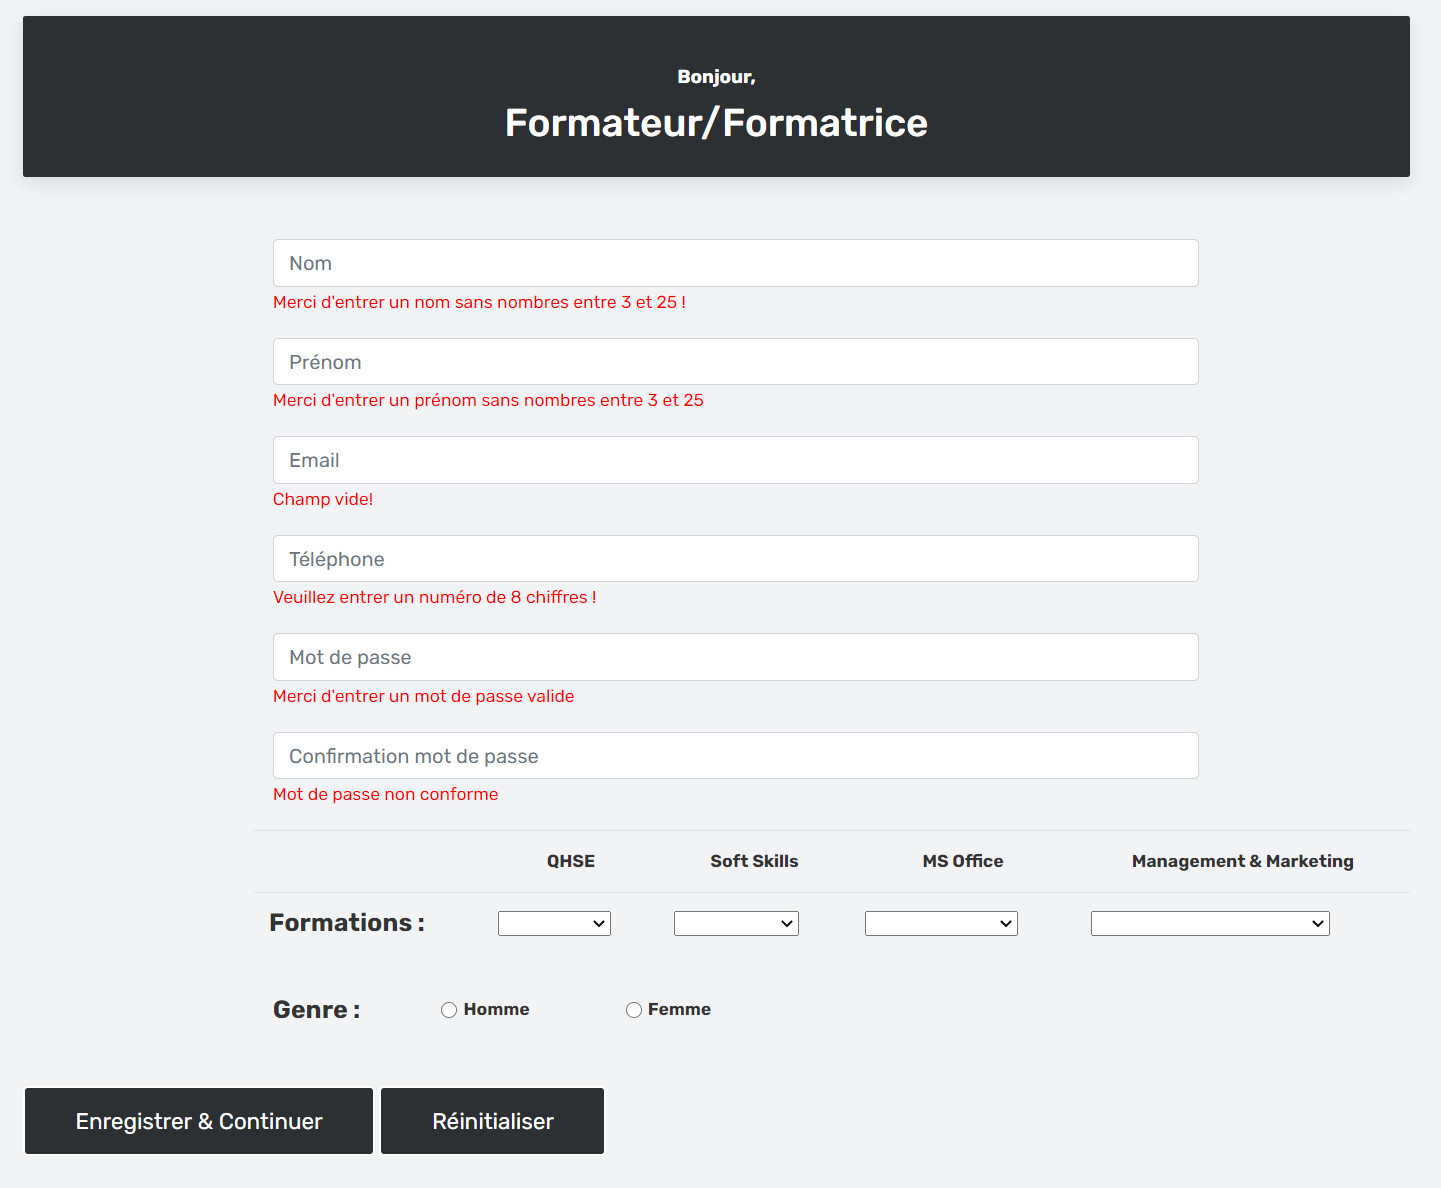 Bonjour,
Formateur/Formatrice
Nom
Merci d'entrer un nom sans nombres entre 3 et 25 !
Prénom
Merci d'entrer un prénom sans nombres entre 3 et 25
Email
Champ vide!
Téléphone
Veuillez entrer un numéro de 8 chiffres !
Mot de passe
Merci d'entrer un mot de passe valide
Confirmation mot de passe
Mot de passe non conforme
QHSE Soft Skills MS Office Management & Marketing
Formations :
Genre : Homme Femme
Enregistrer & Continuer Réinitialiser